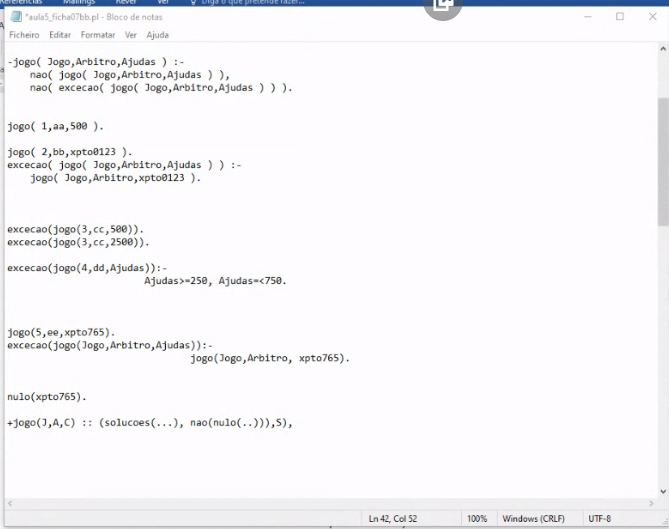 Referências Mailings Rever Ver Diga o que pretende fazer...
*aula5_ficha07bb.pl - Bloco de notas
Ficheiro Editar Formatar Ver Ajuda
-jogo( Jogo,Arbitro,Ajudas ) :-
    nao( jogo( Jogo,Arbitro,Ajudas ) ),
    nao( excecao( jogo( Jogo,Arbitro,Ajudas ) ) ).
jogo( 1,aa,500 ).
jogo( 2,bb,xpto0123 ).
excecao( jogo( Jogo,Arbitro,Ajudas ) ) :-
    jogo( Jogo,Arbitro,xpto0123 ).
excecao(jogo(3,cc,500)).
excecao(jogo(3,cc,2500)).
excecao(jogo(4,dd,Ajudas)):-
                        Ajudas>=250, Ajudas=<750.
jogo(5,ee,xpto765).
excecao(jogo(Jogo,Arbitro,Ajudas)):-
                                jogo(Jogo,Arbitro, xpto765).
nulo(xpto765).
+jogo(J,A,C) :: (solucoes(...), nao(nulo(..))),S),
Ln 42, Col 52 100% Windows (CRLF) UTF-8